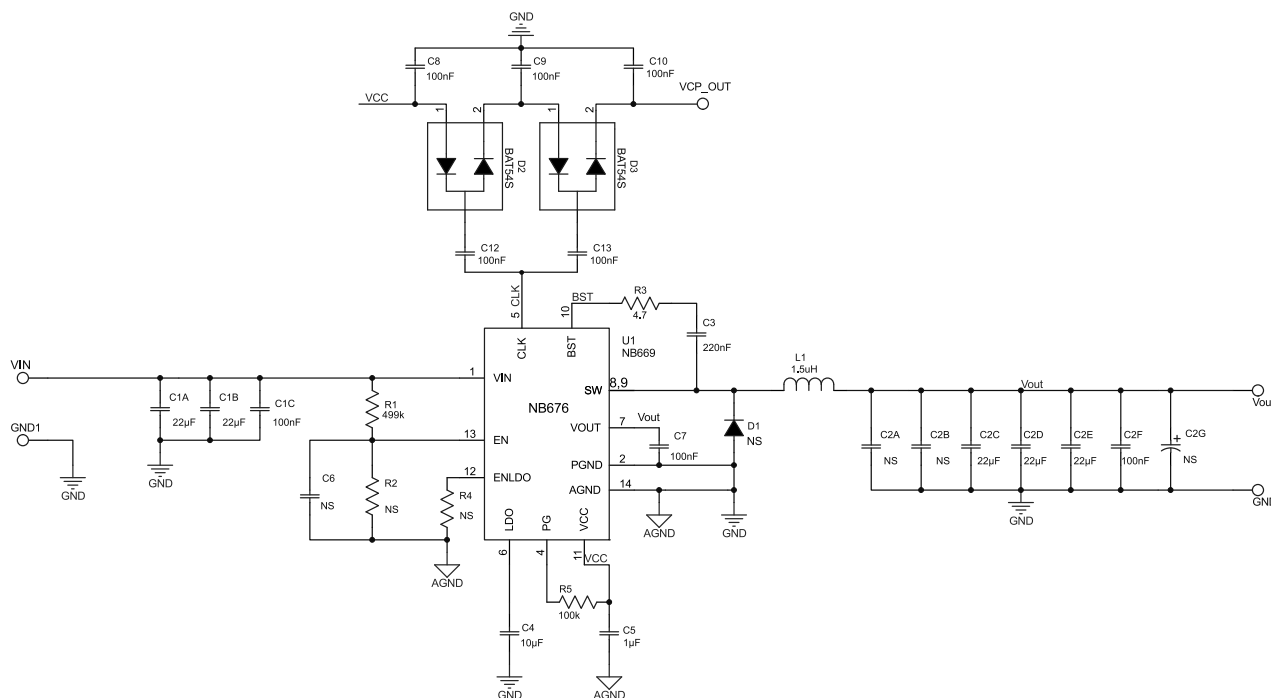 GND
C8
100nF
C9
100nF
C10
100nF
VCC
VCP_OUT
1
2
1
2
D2
BAT54S
D3
BAT54S
C12
100nF
C13
100nF
CLK
5
BST
10
R3
4.7
C3
220nF
U1
NB669
CLK
BST
L1
1.5uH
VIN
1
VIN
SW
8,9
Vout
Vou
C1A
22µF
C1B
22µF
C1C
100nF
R1
499k
NB676
GND1
GND
GND
13
EN
VOUT
7
Vout
C7
100nF
D1
NS
C2A
NS
C2B
NS
C2C
22µF
C2D
22µF
C2E
22µF
C2F
100nF
+
C2G
NS
PGND
2
12
ENLDO
AGND
14
GND
GND
C6
NS
R2
NS
R4
NS
LDO
PG
VCC
AGND
GND
6
4
11
VCC
AGND
R5
100k
C4
10µF
C5
1µF
GND
AGND